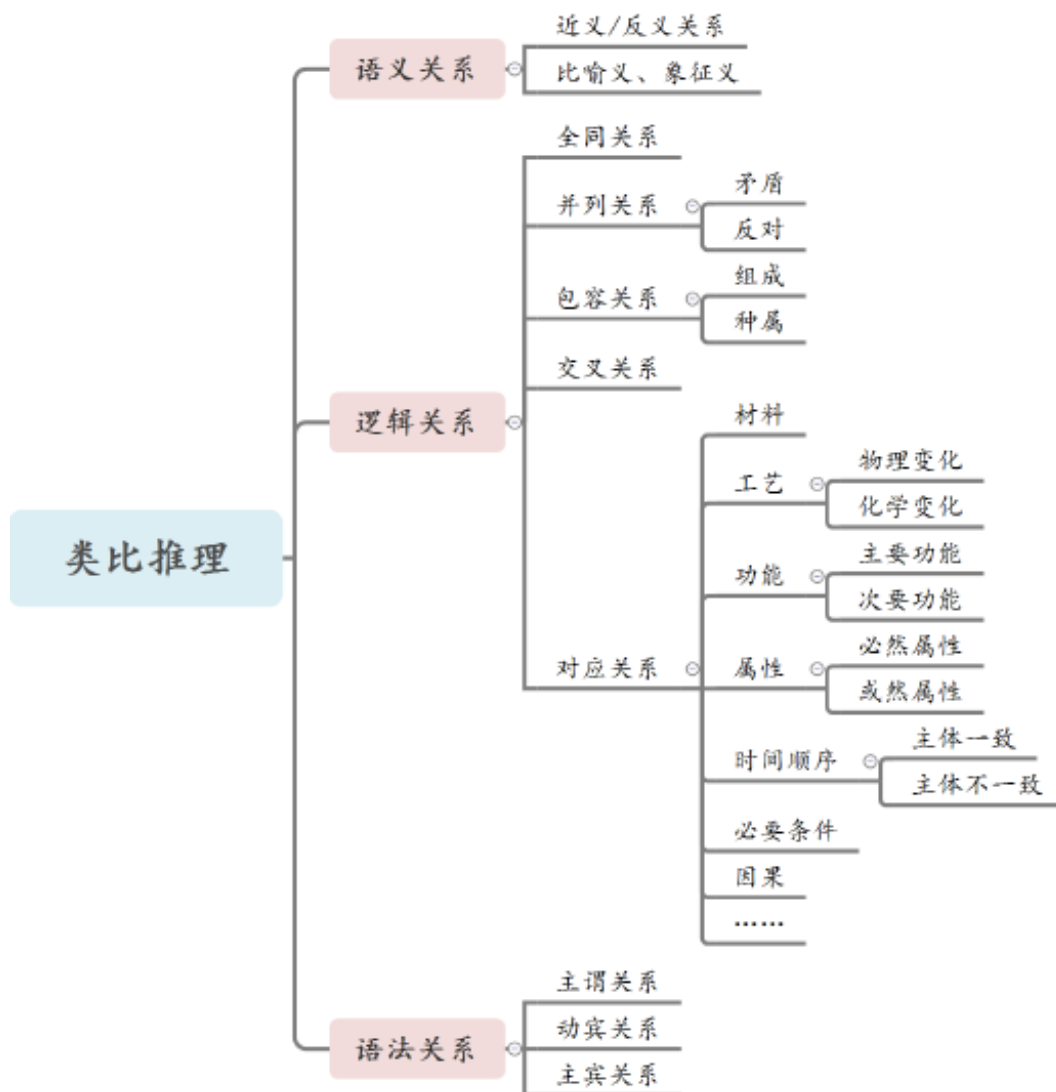 类比推理
语义关系
近义/反义关系
比喻义、象征义
逻辑关系
全同关系
并列关系
矛盾
反对
包容关系
组成
种属
交叉关系
对应关系
材料
工艺
物理变化
化学变化
功能
主要功能
次要功能
属性
必然属性
或然属性
时间顺序
主体一致
主体不一致
必要条件
因果
……
语法关系
主谓关系
动宾关系
主宾关系